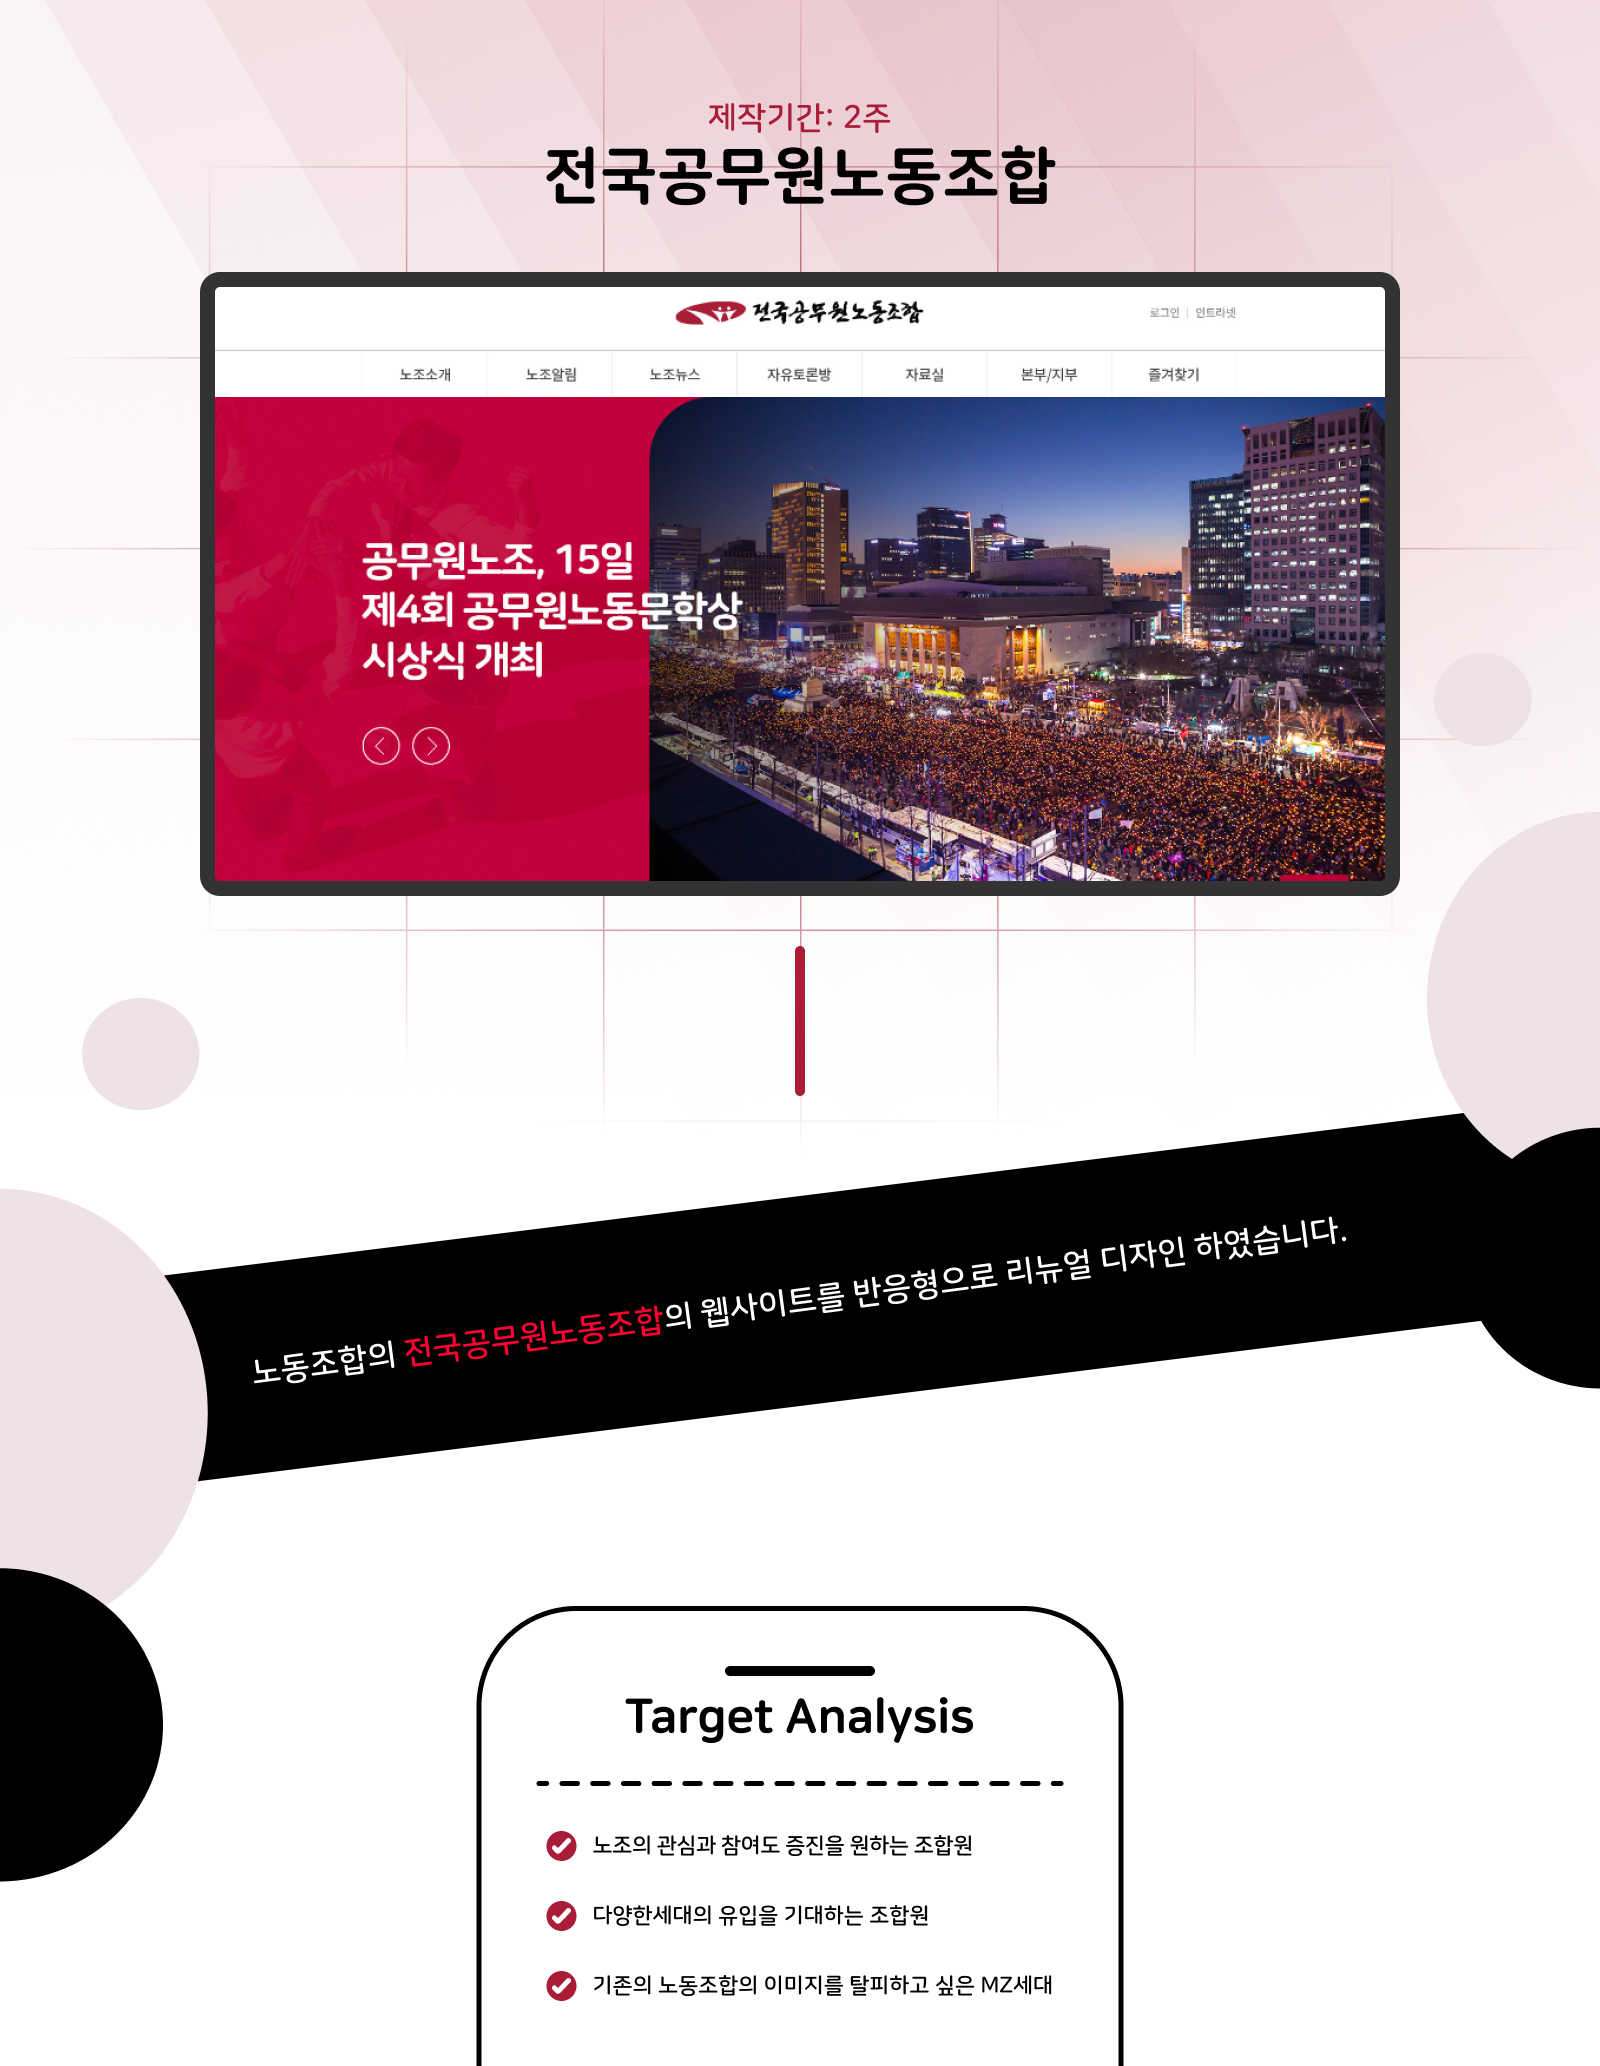 제작기간: 2주
전국공무원노동조합
전국공무원노동조합
로그인 | 인트라넷
노조소개 노조알림 노조뉴스 자유토론방 자료실 본부/지부 즐겨찾기
공무원노조, 15일
제4회 공무원노동문학상
시상식 개최
노동조합의 전국공무원노동조합의 웹사이트를 반응형으로 리뉴얼 디자인 하였습니다.
Target Analysis
노조의 관심과 참여도 증진을 원하는 조합원
다양한세대의 유입을 기대하는 조합원
기존의 노동조합의 이미지를 탈피하고 싶은 MZ세대